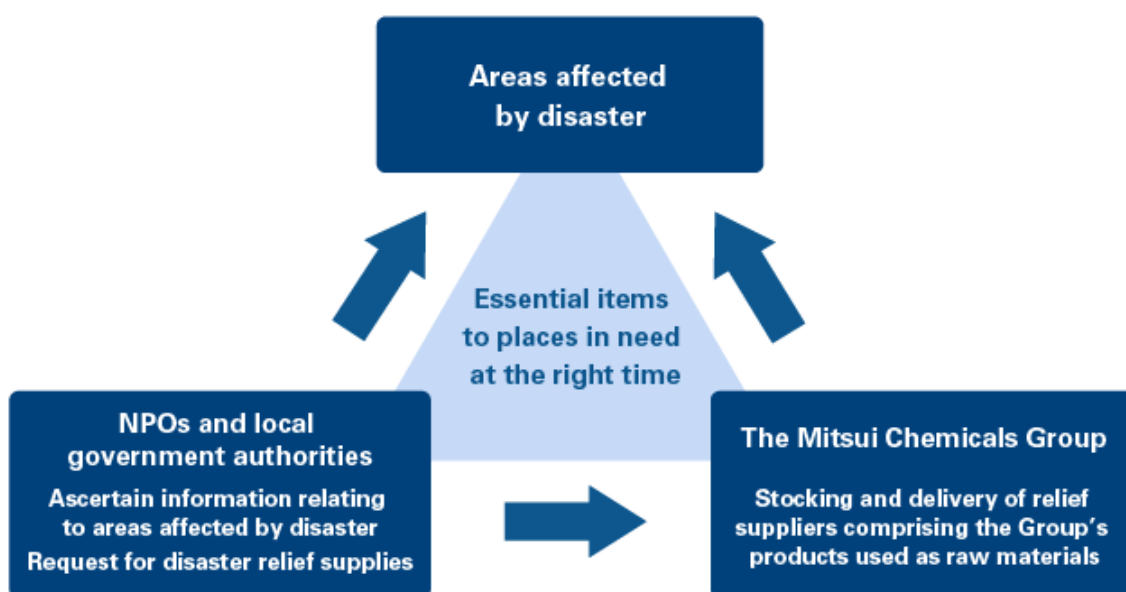 Areas affected
by disaster
Essential items
to places in need
at the right time
NPOs and local
government authorities
Ascertain information relating
to areas affected by disaster
Request for disaster relief supplies
The Mitsui Chemicals Group
Stocking and delivery of relief
suppliers comprising the Group's
products used as raw materials